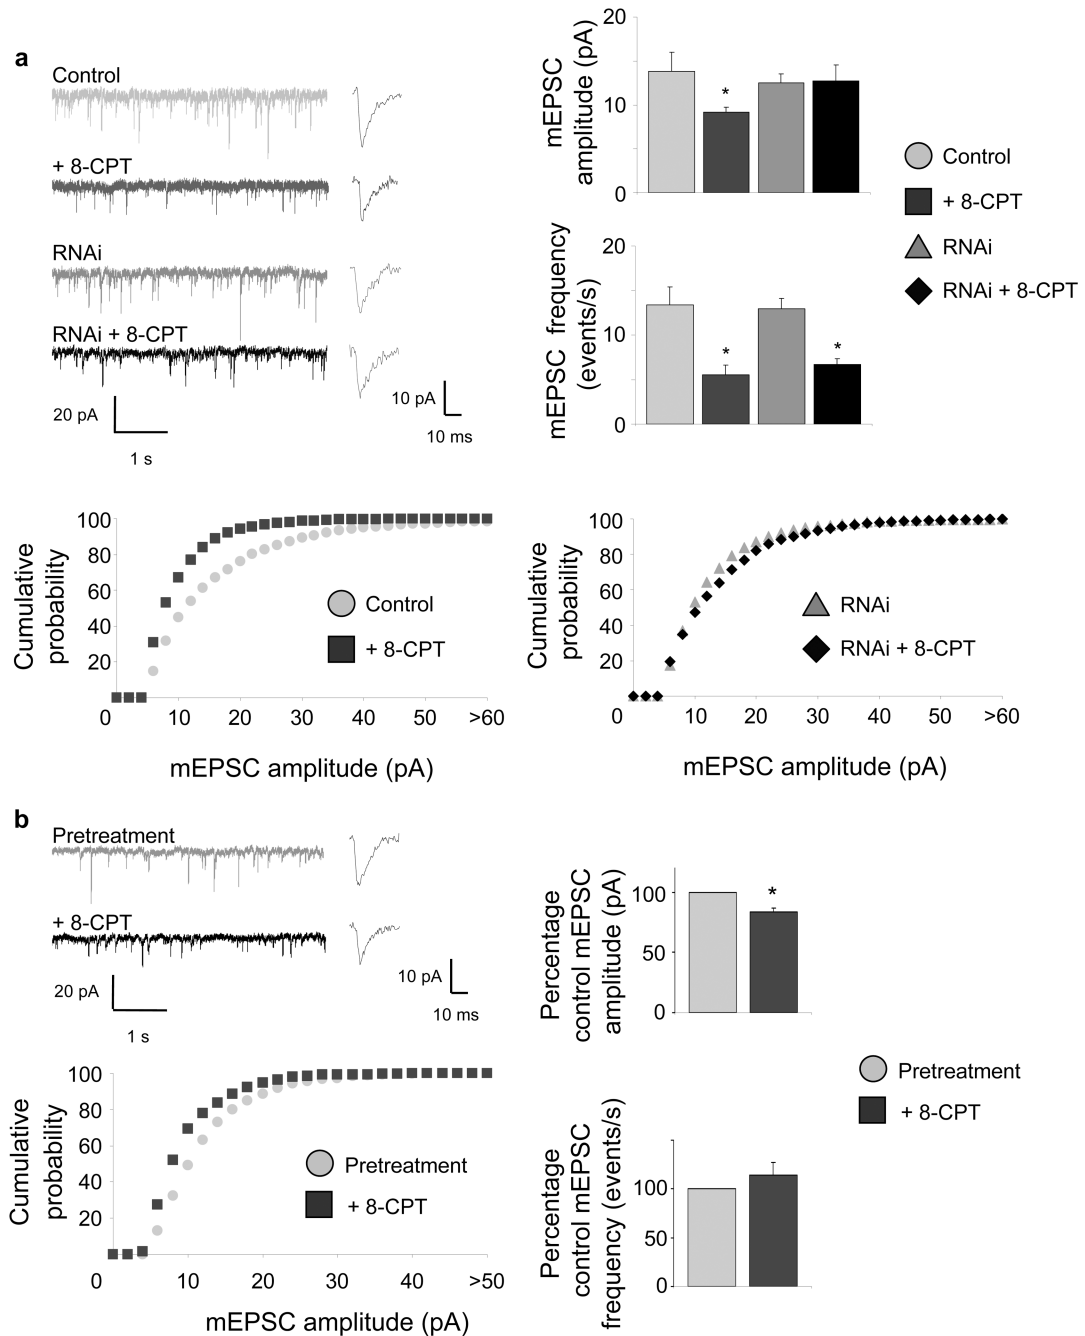 a
Control
+ 8-CPT
RNAi
RNAi + 8-CPT
20 pA
1 s
10 pA
10 ms
mEPSC
amplitude (pA)
20
10
0
*
mEPSC frequency
(events/s)
20
10
0
*
*
Control
+ 8-CPT
RNAi
RNAi + 8-CPT
Cumulative
probability
100
80
60
40
20
0
10
20
30
40
50
>60
Control
+ 8-CPT
mEPSC amplitude (pA)
Cumulative
probability
100
80
60
40
20
0
10
20
30
40
50
>60
RNAi
RNAi + 8-CPT
mEPSC amplitude (pA)
b
Pretreatment
+ 8-CPT
20 pA
1 s
10 pA
10 ms
Percentage
control mEPSC
amplitude (pA)
100
50
0
*
Cumulative
probability
100
80
60
40
20
0
10
20
30
40
>50
Pretreatment
+ 8-CPT
mEPSC amplitude (pA)
Pretreatment
+ 8-CPT
Percentage
control mEPSC
frequency (events/s)
100
50
0